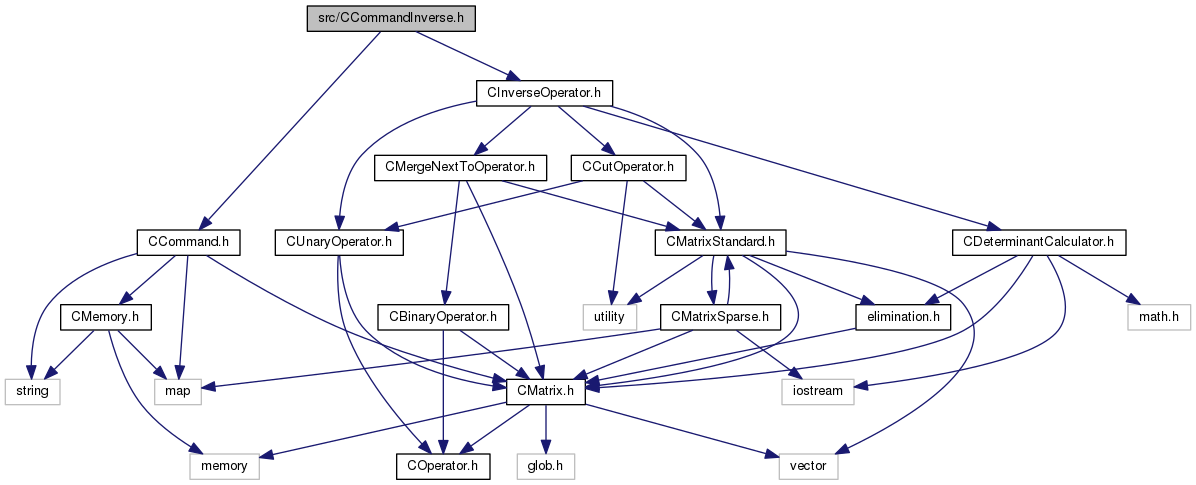 src/CCommandInverse.h
CInverseOperator.h
CMergeNextToOperator.h
CCutOperator.h
CCommand.h
CUnaryOperator.h
CMatrixStandard.h
CDeterminantCalculator.h
CMemory.h
CBinaryOperator.h
utility
CMatrixSparse.h
elimination.h
math.h
string
map
CMatrix.h
iostream
memory
COperator.h
glob.h
vector